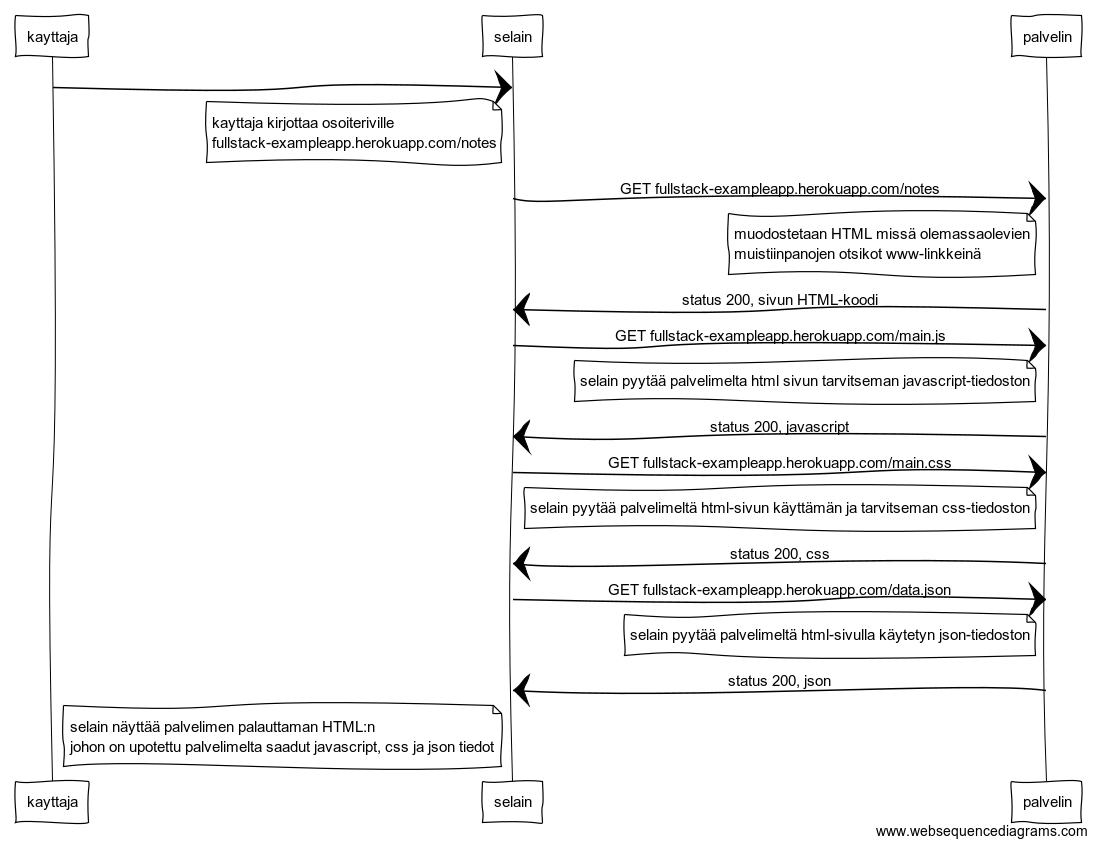 kayttaja
selain
palvelin
kayttaja kirjottaa osoiteriville
fullstack-exampleapp.herokuapp.com/notes
GET fullstack-exampleapp.herokuapp.com/notes
muodostetaan HTML missä olemassaolevien
muistiinpanojen otsikot www-linkkeinä
status 200, sivun HTML-koodi
GET fullstack-exampleapp.herokuapp.com/main.js
selain pyytää palvelimelta html sivun tarvitseman javascript-tiedoston
status 200, javascript
GET fullstack-exampleapp.herokuapp.com/main.css
selain pyytää palvelimeltä html-sivun käyttämän ja tarvitseman css-tiedoston
status 200, css
GET fullstack-exampleapp.herokuapp.com/data.json
selain pyytää palvelimeltä html-sivulla käytetyn json-tiedoston
status 200, json
selain näyttää palvelimen palauttaman HTML:n
johon on upotettu palvelimelta saadut javascript, css ja json tiedot
kayttaja
selain
palvelin
www.websequencediagrams.com